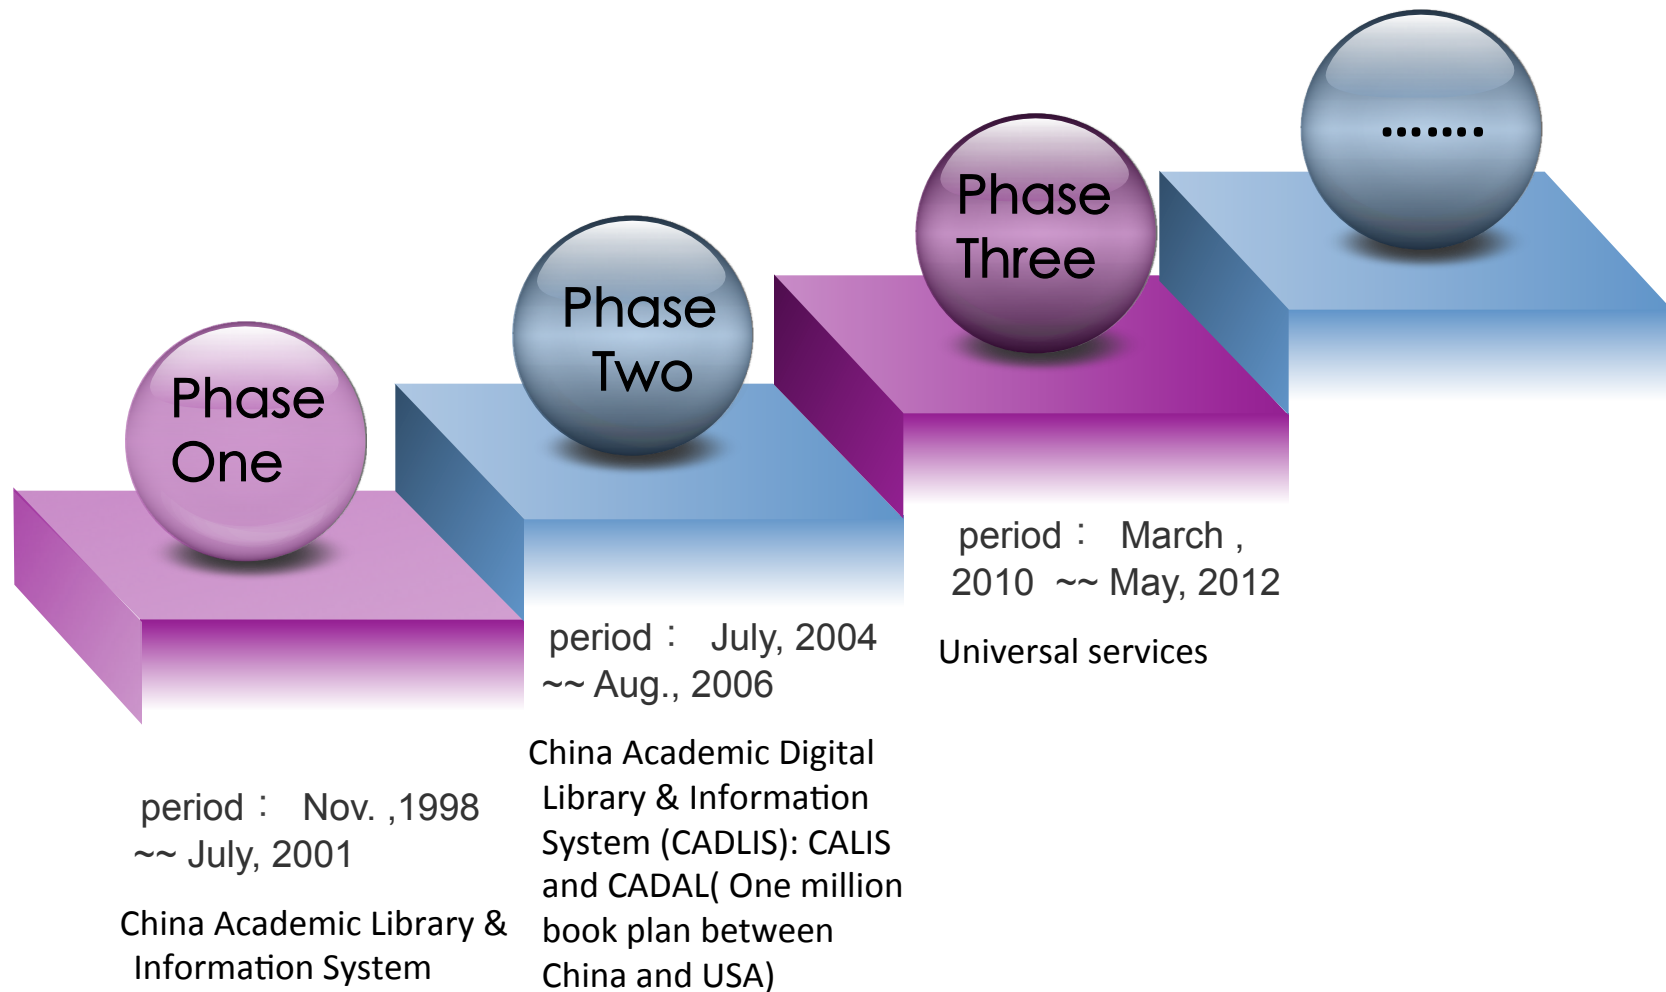 Phase
One
period： Nov. ,1998
~~ July, 2001
China Academic Library &
Information System
Phase
Two
period： July, 2004
~~ Aug., 2006
China Academic Digital
Library & Information
System (CADLIS): CALIS
and CADAL( One million
book plan between
China and USA)
Phase
Three
period： March ,
2010 ~~ May, 2012
Universal services
.......